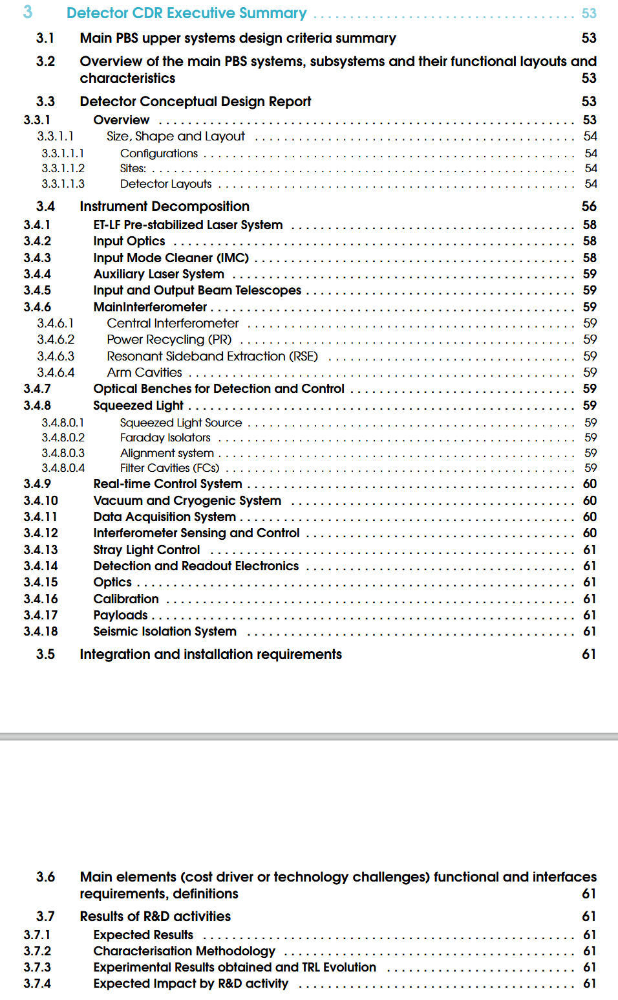 3 Detector CDR Executive Summary . . . . . . . . . . . . . . . . . . . . . . . . . . . . . . . . . . 53
3.1 Main PBS upper systems design criteria summary 53
3.2 Overview of the main PBS systems, subsystems and their functional layouts and
characteristics 53
3.3 Detector Conceptual Design Report 53
3.3.1 Overview . . . . . . . . . . . . . . . . . . . . . . . . . . . . . . . . . . . . . . . . . . . . . . . . . . . . . . . . . 53
3.3.1.1 Size, Shape and Layout . . . . . . . . . . . . . . . . . . . . . . . . . . . . . . . . . . . . . . . . . . . . 54
3.3.1.1.1 Configurations . . . . . . . . . . . . . . . . . . . . . . . . . . . . . . . . . . . . . . . . . . . . . . . . . . . 54
3.3.1.1.2 Sites: . . . . . . . . . . . . . . . . . . . . . . . . . . . . . . . . . . . . . . . . . . . . . . . . . . . . . . . . . . 54
3.3.1.1.3 Detector Layouts . . . . . . . . . . . . . . . . . . . . . . . . . . . . . . . . . . . . . . . . . . . . . . . . . 54
3.4 Instrument Decomposition 56
3.4.1 ET-LF Pre-stabilized Laser System . . . . . . . . . . . . . . . . . . . . . . . . . . . . . . . . . . . . . . . 58
3.4.2 Input Optics . . . . . . . . . . . . . . . . . . . . . . . . . . . . . . . . . . . . . . . . . . . . . . . . . . . . . . . 58
3.4.3 Input Mode Cleaner (IMC) . . . . . . . . . . . . . . . . . . . . . . . . . . . . . . . . . . . . . . . . . . . . 58
3.4.4 Auxiliary Laser System . . . . . . . . . . . . . . . . . . . . . . . . . . . . . . . . . . . . . . . . . . . . . . . 59
3.4.5 Input and Output Beam Telescopes . . . . . . . . . . . . . . . . . . . . . . . . . . . . . . . . . . . . . 59
3.4.6 MainInterferometer . . . . . . . . . . . . . . . . . . . . . . . . . . . . . . . . . . . . . . . . . . . . . . . . . . 59
3.4.6.1 Central Interferometer . . . . . . . . . . . . . . . . . . . . . . . . . . . . . . . . . . . . . . . . . . . . . 59
3.4.6.2 Power Recycling (PR) . . . . . . . . . . . . . . . . . . . . . . . . . . . . . . . . . . . . . . . . . . . . . . 59
3.4.6.3 Resonant Sideband Extraction (RSE) . . . . . . . . . . . . . . . . . . . . . . . . . . . . . . . . . . 59
3.4.6.4 Arm Cavities . . . . . . . . . . . . . . . . . . . . . . . . . . . . . . . . . . . . . . . . . . . . . . . . . . . . . 59
3.4.7 Optical Benches for Detection and Control . . . . . . . . . . . . . . . . . . . . . . . . . . . . . . . 59
3.4.8 Squeezed Light . . . . . . . . . . . . . . . . . . . . . . . . . . . . . . . . . . . . . . . . . . . . . . . . . . . . . 59
3.4.8.0.1 Squeezed Light Source . . . . . . . . . . . . . . . . . . . . . . . . . . . . . . . . . . . . . . . . . . . . . 59
3.4.8.0.2 Faraday Isolators . . . . . . . . . . . . . . . . . . . . . . . . . . . . . . . . . . . . . . . . . . . . . . . . . 59
3.4.8.0.3 Alignment system . . . . . . . . . . . . . . . . . . . . . . . . . . . . . . . . . . . . . . . . . . . . . . . . . 59
3.4.8.0.4 Filter Cavities (FCs) . . . . . . . . . . . . . . . . . . . . . . . . . . . . . . . . . . . . . . . . . . . . . . . . 59
3.4.9 Real-time Control System . . . . . . . . . . . . . . . . . . . . . . . . . . . . . . . . . . . . . . . . . . . . . 60
3.4.10 Vacuum and Cryogenic System . . . . . . . . . . . . . . . . . . . . . . . . . . . . . . . . . . . . . . . 60
3.4.11 Data Acquisition System . . . . . . . . . . . . . . . . . . . . . . . . . . . . . . . . . . . . . . . . . . . . . . 60
3.4.12 Interferometer Sensing and Control . . . . . . . . . . . . . . . . . . . . . . . . . . . . . . . . . . . . . 60
3.4.13 Stray Light Control . . . . . . . . . . . . . . . . . . . . . . . . . . . . . . . . . . . . . . . . . . . . . . . . . . 61
3.4.14 Detection and Readout Electronics . . . . . . . . . . . . . . . . . . . . . . . . . . . . . . . . . . . . . 61
3.4.15 Optics . . . . . . . . . . . . . . . . . . . . . . . . . . . . . . . . . . . . . . . . . . . . . . . . . . . . . . . . . . . . 61
3.4.16 Calibration . . . . . . . . . . . . . . . . . . . . . . . . . . . . . . . . . . . . . . . . . . . . . . . . . . . . . . . . 61
3.4.17 Payloads . . . . . . . . . . . . . . . . . . . . . . . . . . . . . . . . . . . . . . . . . . . . . . . . . . . . . . . . . . 61
3.4.18 Seismic Isolation System . . . . . . . . . . . . . . . . . . . . . . . . . . . . . . . . . . . . . . . . . . . . . 61
3.5 Integration and installation requirements 61
3.6 Main elements (cost driver or technology challenges) functional and interfaces
requirements, definitions 61
3.7 Results of R&D activities 61
3.7.1 Expected Results . . . . . . . . . . . . . . . . . . . . . . . . . . . . . . . . . . . . . . . . . . . . . . . . . . . 61
3.7.2 Characterisation Methodology . . . . . . . . . . . . . . . . . . . . . . . . . . . . . . . . . . . . . . . . 61
3.7.3 Experimental Results obtained and TRL Evolution . . . . . . . . . . . . . . . . . . . . . . . . . . 61
3.7.4 Expected Impact by R&D activity . . . . . . . . . . . . . . . . . . . . . . . . . . . . . . . . . . . . . . 61